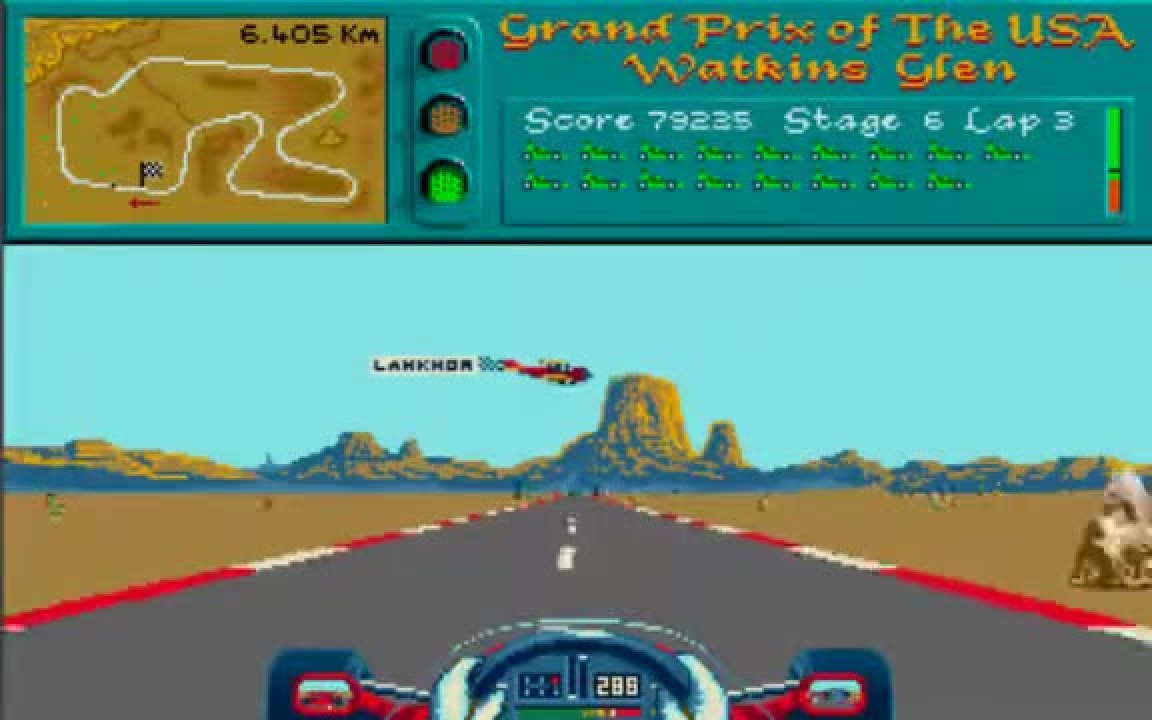 6.405 Km
Grand Prix of The USA
Watkins Glen
Score 79235 Stage 6 Lap 3
LANKHOR
288